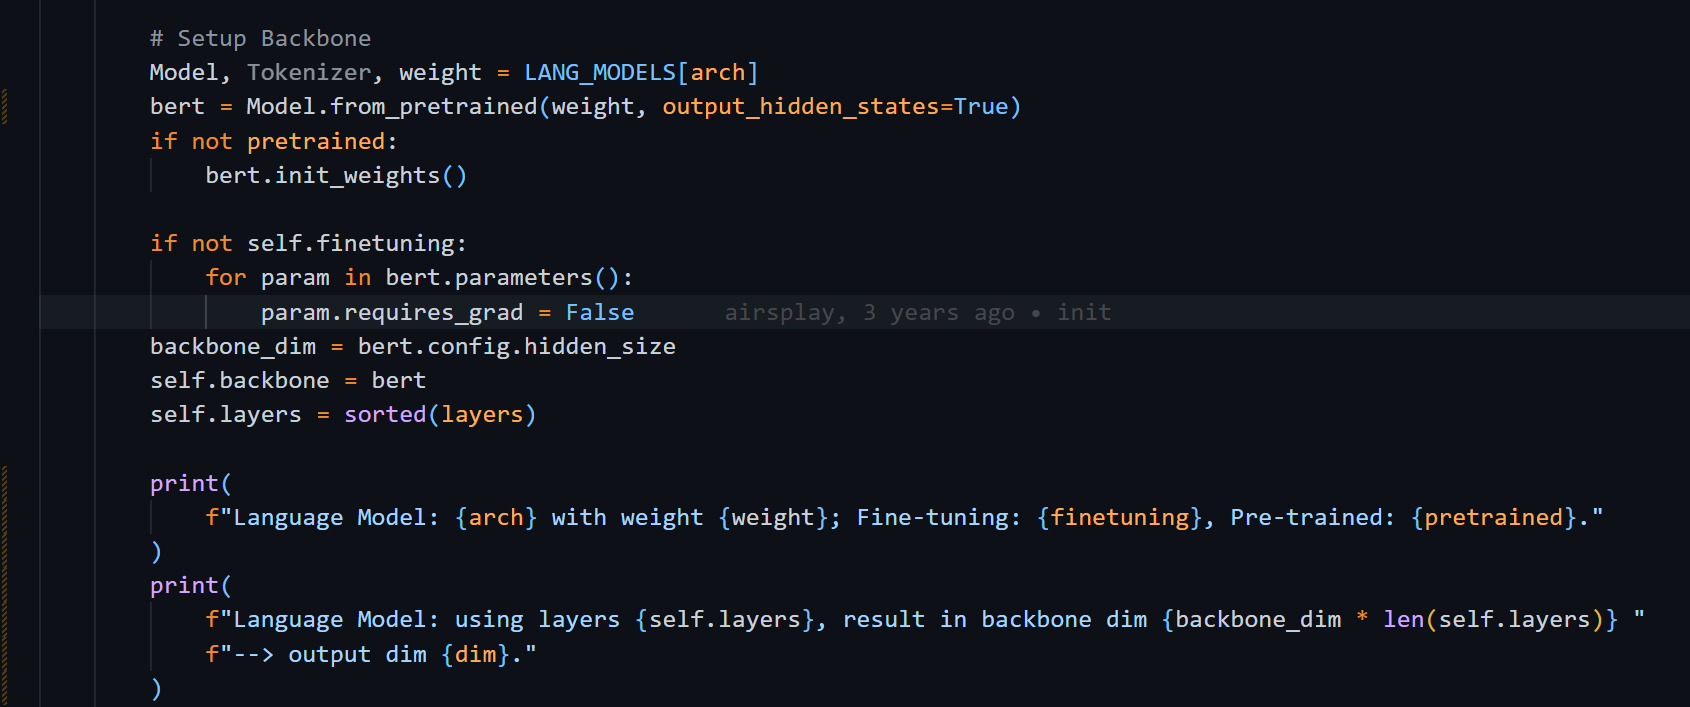 # Setup Backbone
Model, Tokenizer, weight = LANG_MODELS[arch]
bert = Model.from_pretrained(weight, output_hidden_states=True)
if not pretrained:
    bert.init_weights()

if not self.finetuning:
    for param in bert.parameters():
        param.requires_grad = False airsplay, 3 years ago • init
backbone_dim = bert.config.hidden_size
self.backbone = bert
self.layers = sorted(layers)

print(
    f"Language Model: {arch} with weight {weight}; Fine-tuning: {finetuning}, Pre-trained: {pretrained}."
)
print(
    f"Language Model: using layers {self.layers}, result in backbone dim {backbone_dim * len(self.layers)} "
    f"--> output dim {dim}."
)